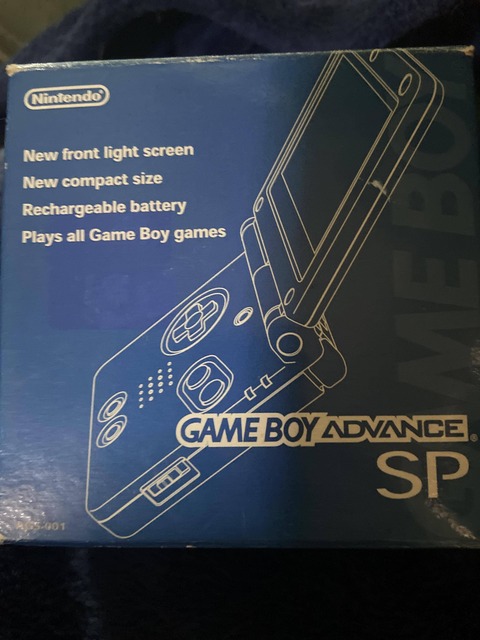 Nintendo®
New front light screen
New compact size
Rechargeable battery
Plays all Game Boy games
GAME BOY ADVANCE®
SP
GAME BOY